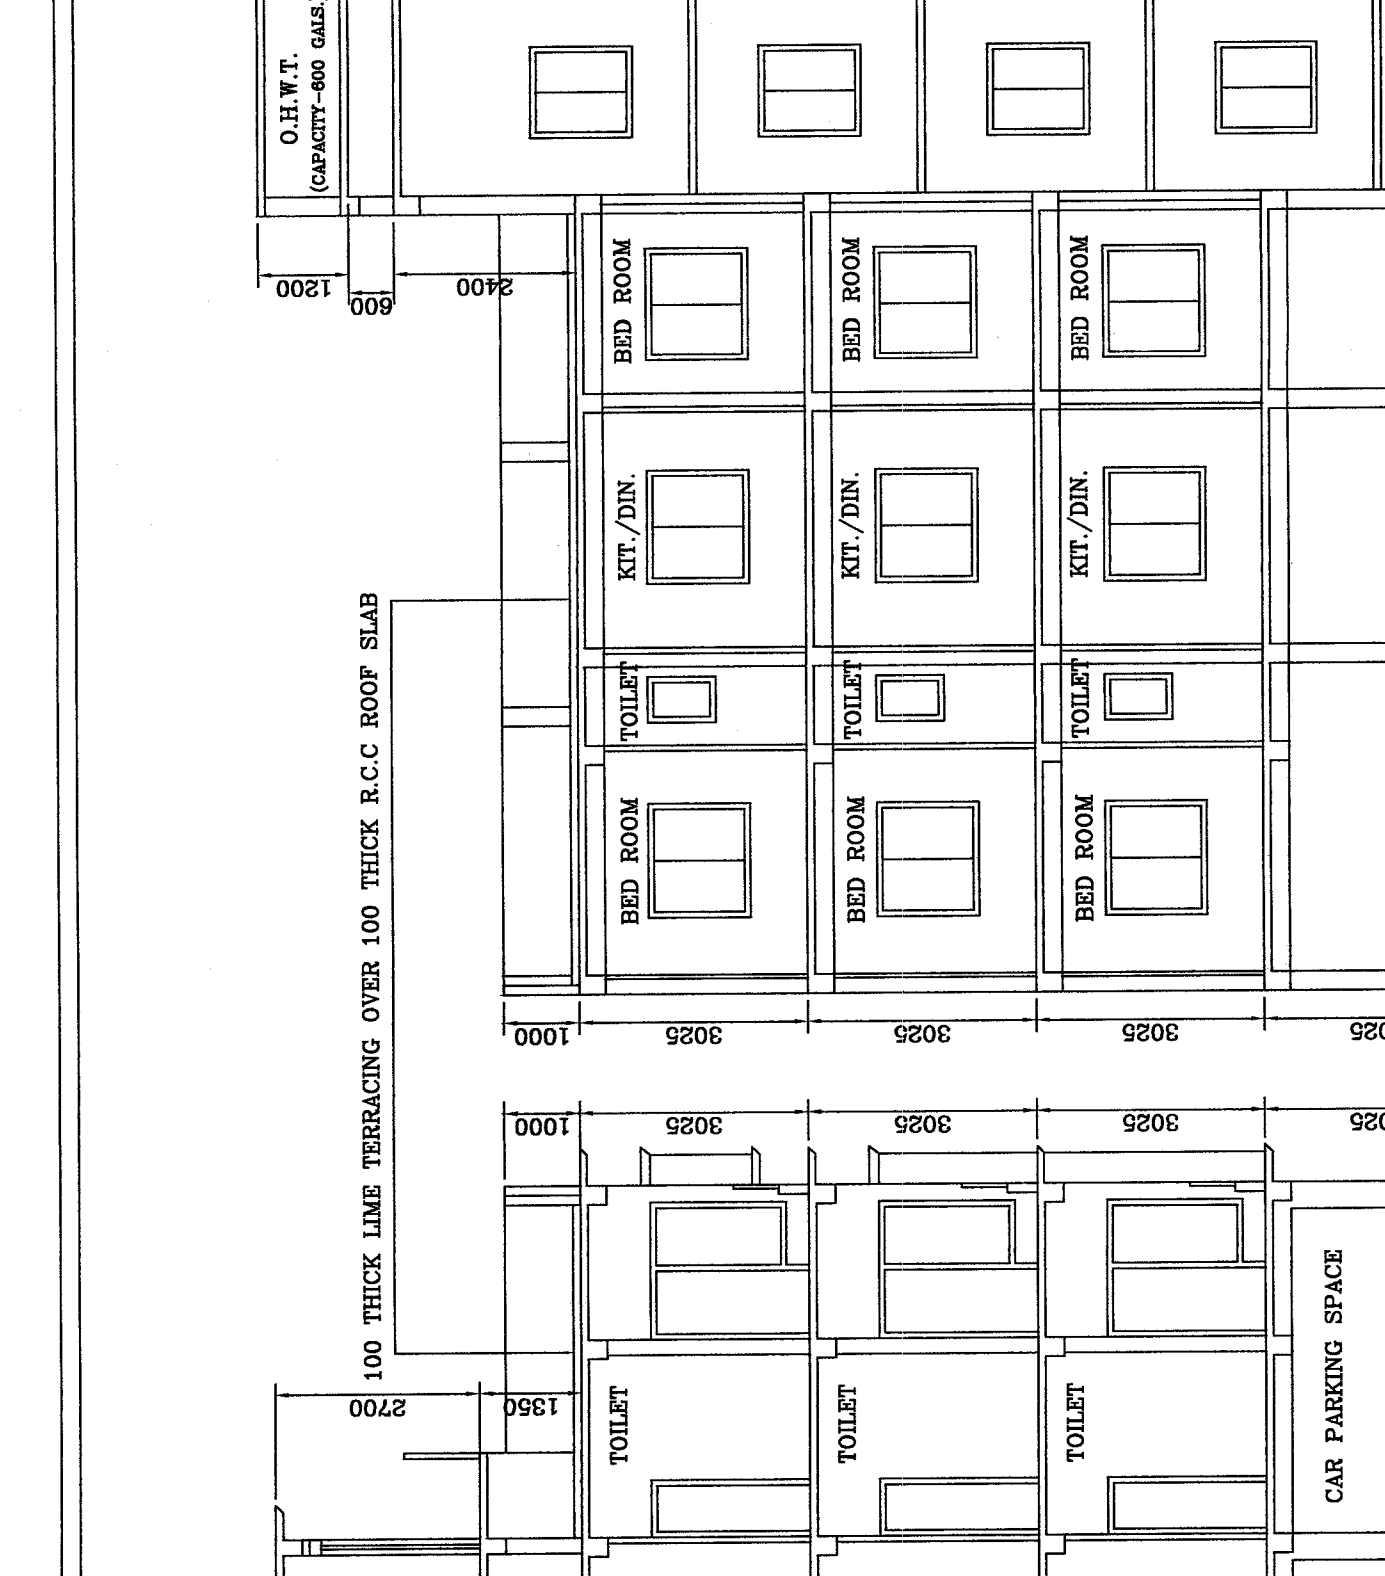 O.H.W.T.
(CAPACITY-600 GALS.
1200
600
2400
BED ROOM
BED ROOM
BED ROOM
KIT./DIN.
KIT./DIN.
KIT./DIN.
100 THICK LIME TERRACING OVER 100 THICK R.C.C ROOF SLAB
TOILET
TOILET
TOILET
BED ROOM
BED ROOM
BED ROOM
1000
3025
3025
3025
025
1000
3025
3025
3025
025
2700
1350
TOILET
TOILET
TOILET
CAR PARKING SPACE